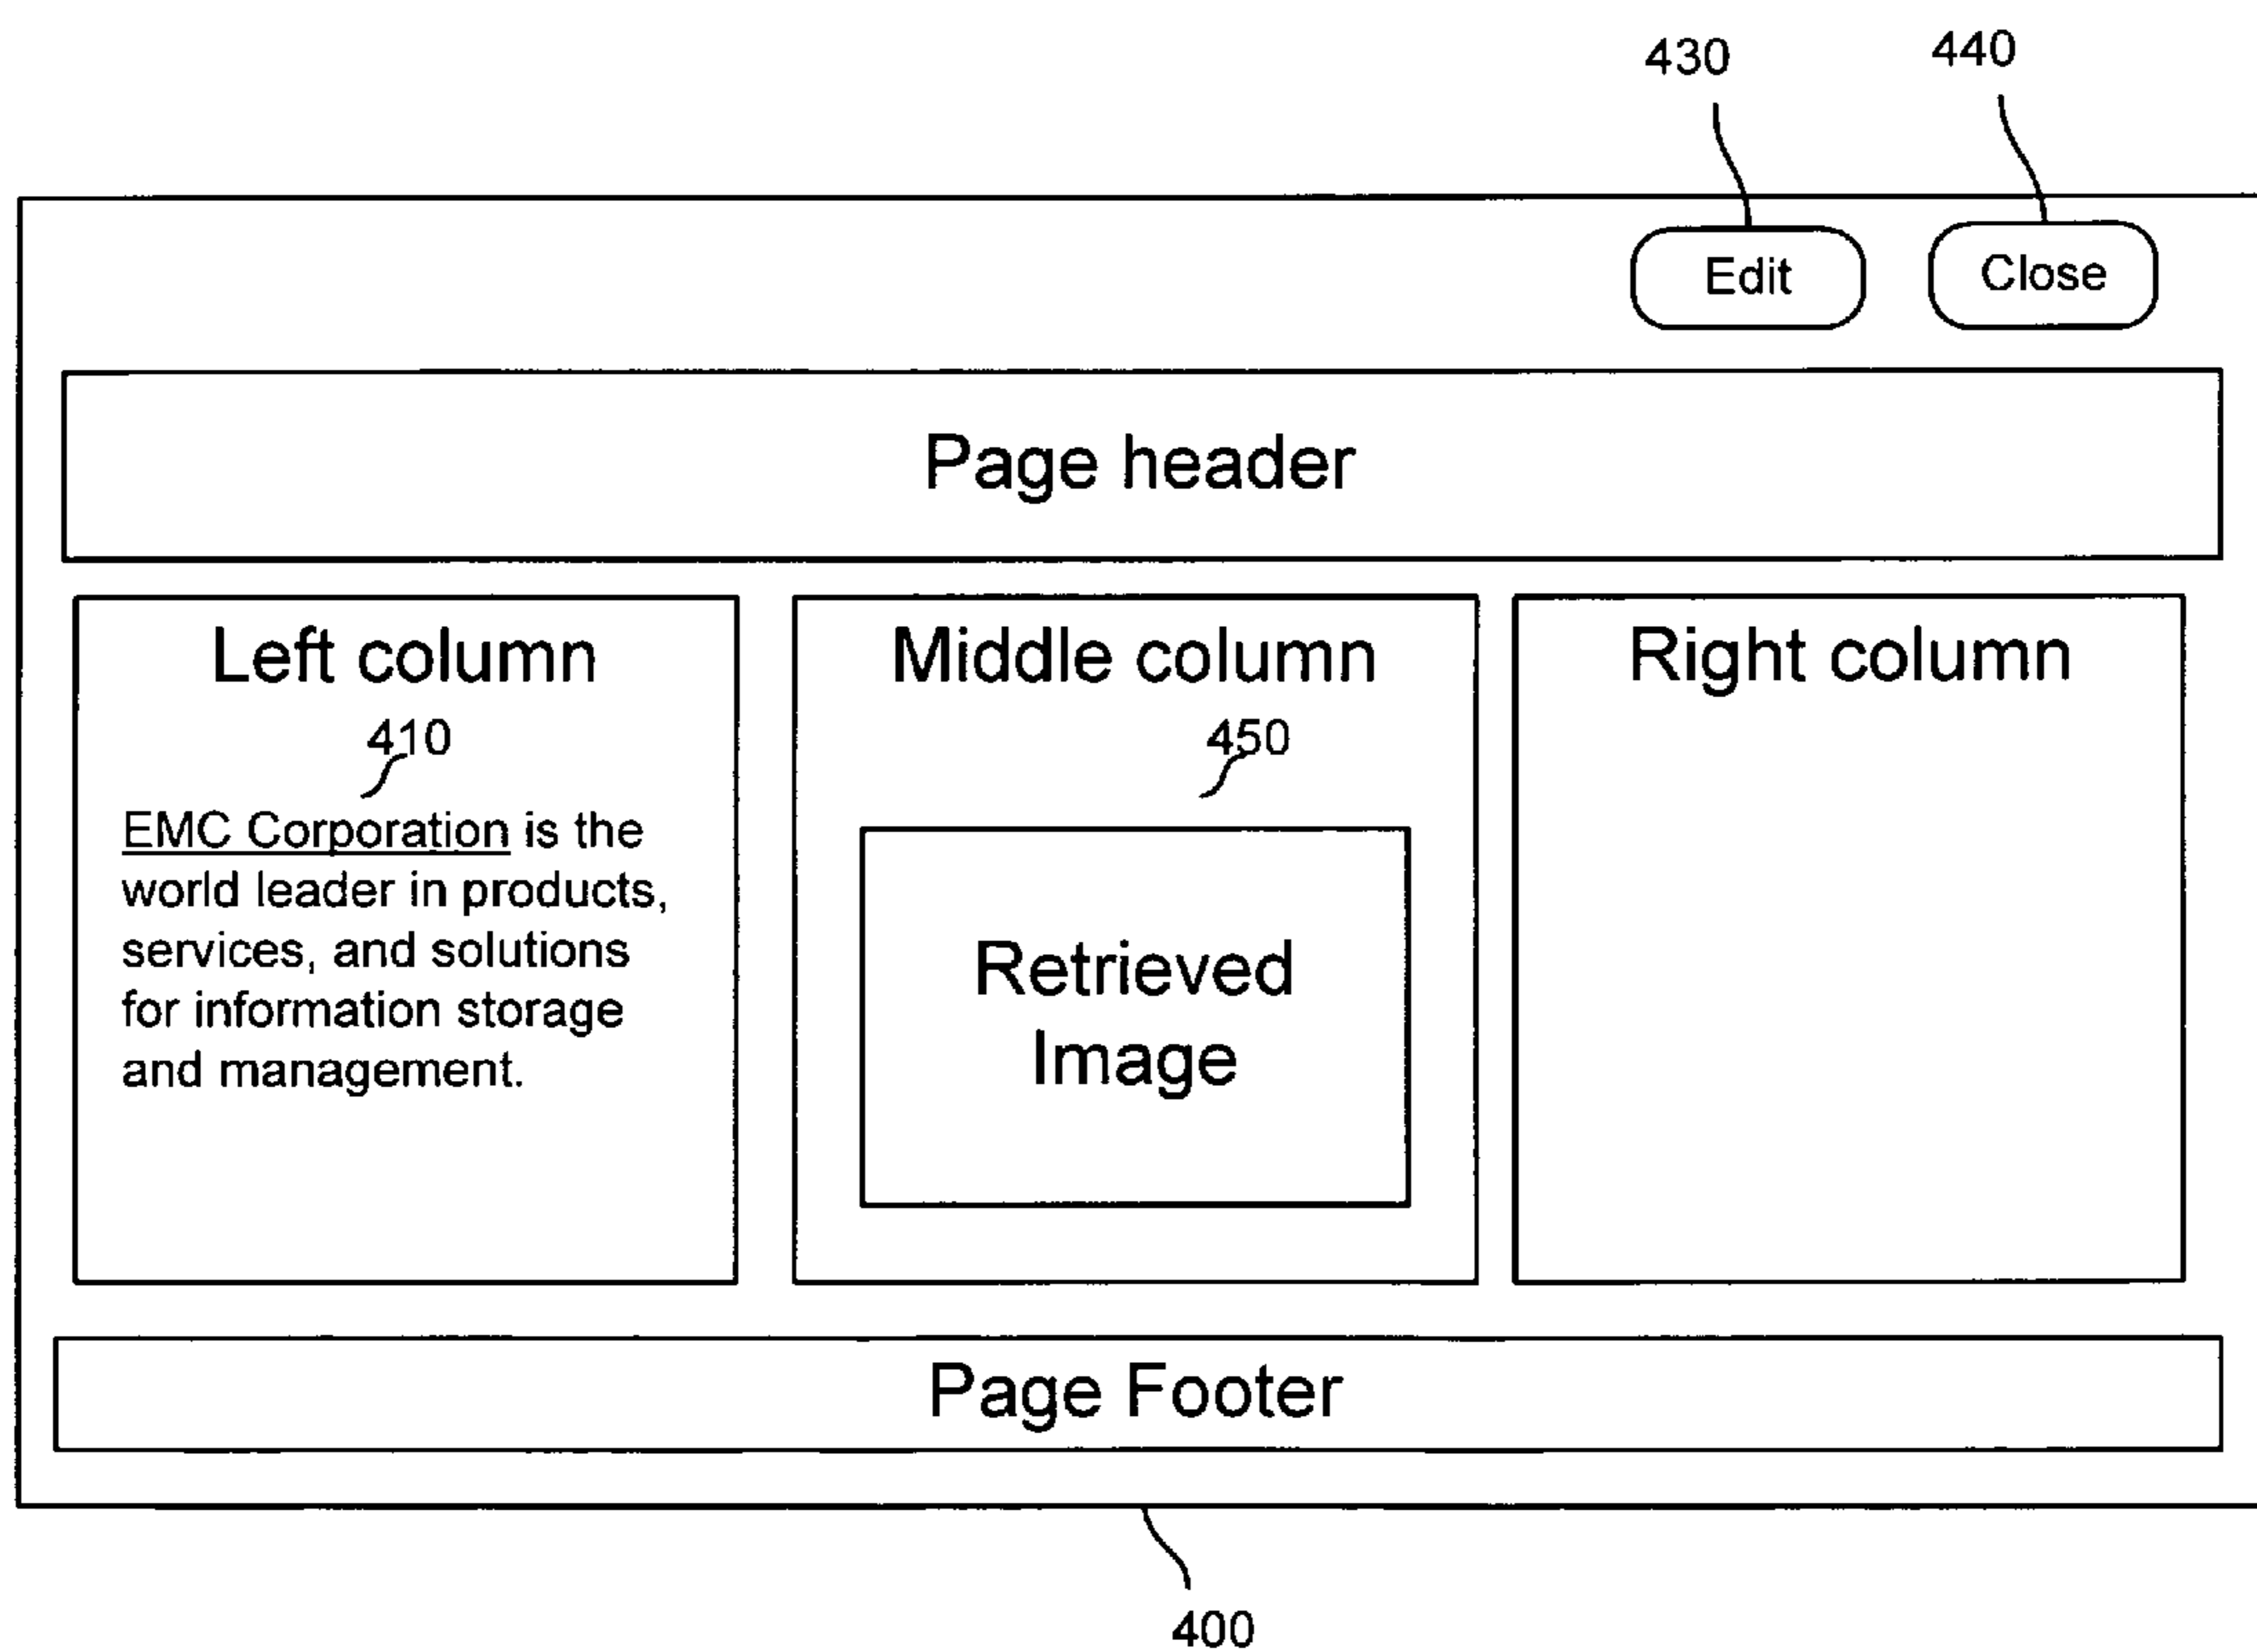 430 440
Edit Close
Page header
Left column
410
EMC Corporation is the
world leader in products,
services, and solutions
for information storage
and management.
Middle column
450
Retrieved
Image
Right column
Page Footer
400